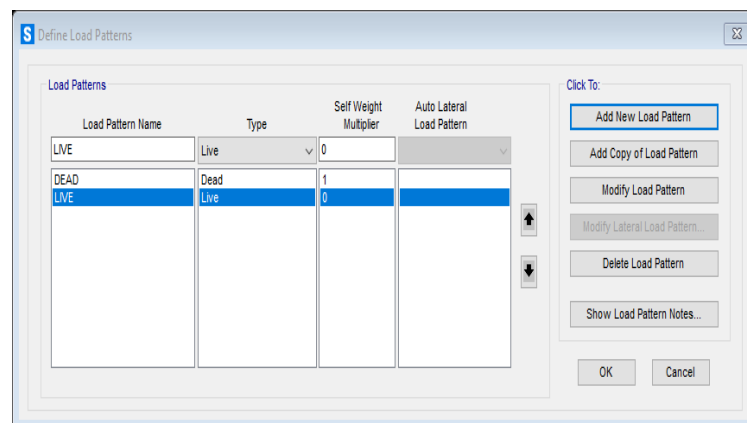 S Define Load Patterns
Load Patterns
Click To:
Load Pattern Name Type Self Weight Multiplier Auto Lateral Load Pattern
LIVE Live 0
DEAD Dead 1
LIVE Live 0
Add New Load Pattern
Add Copy of Load Pattern
Modify Load Pattern
Modify Lateral Load Pattern...
Delete Load Pattern
Show Load Pattern Notes...
OK Cancel